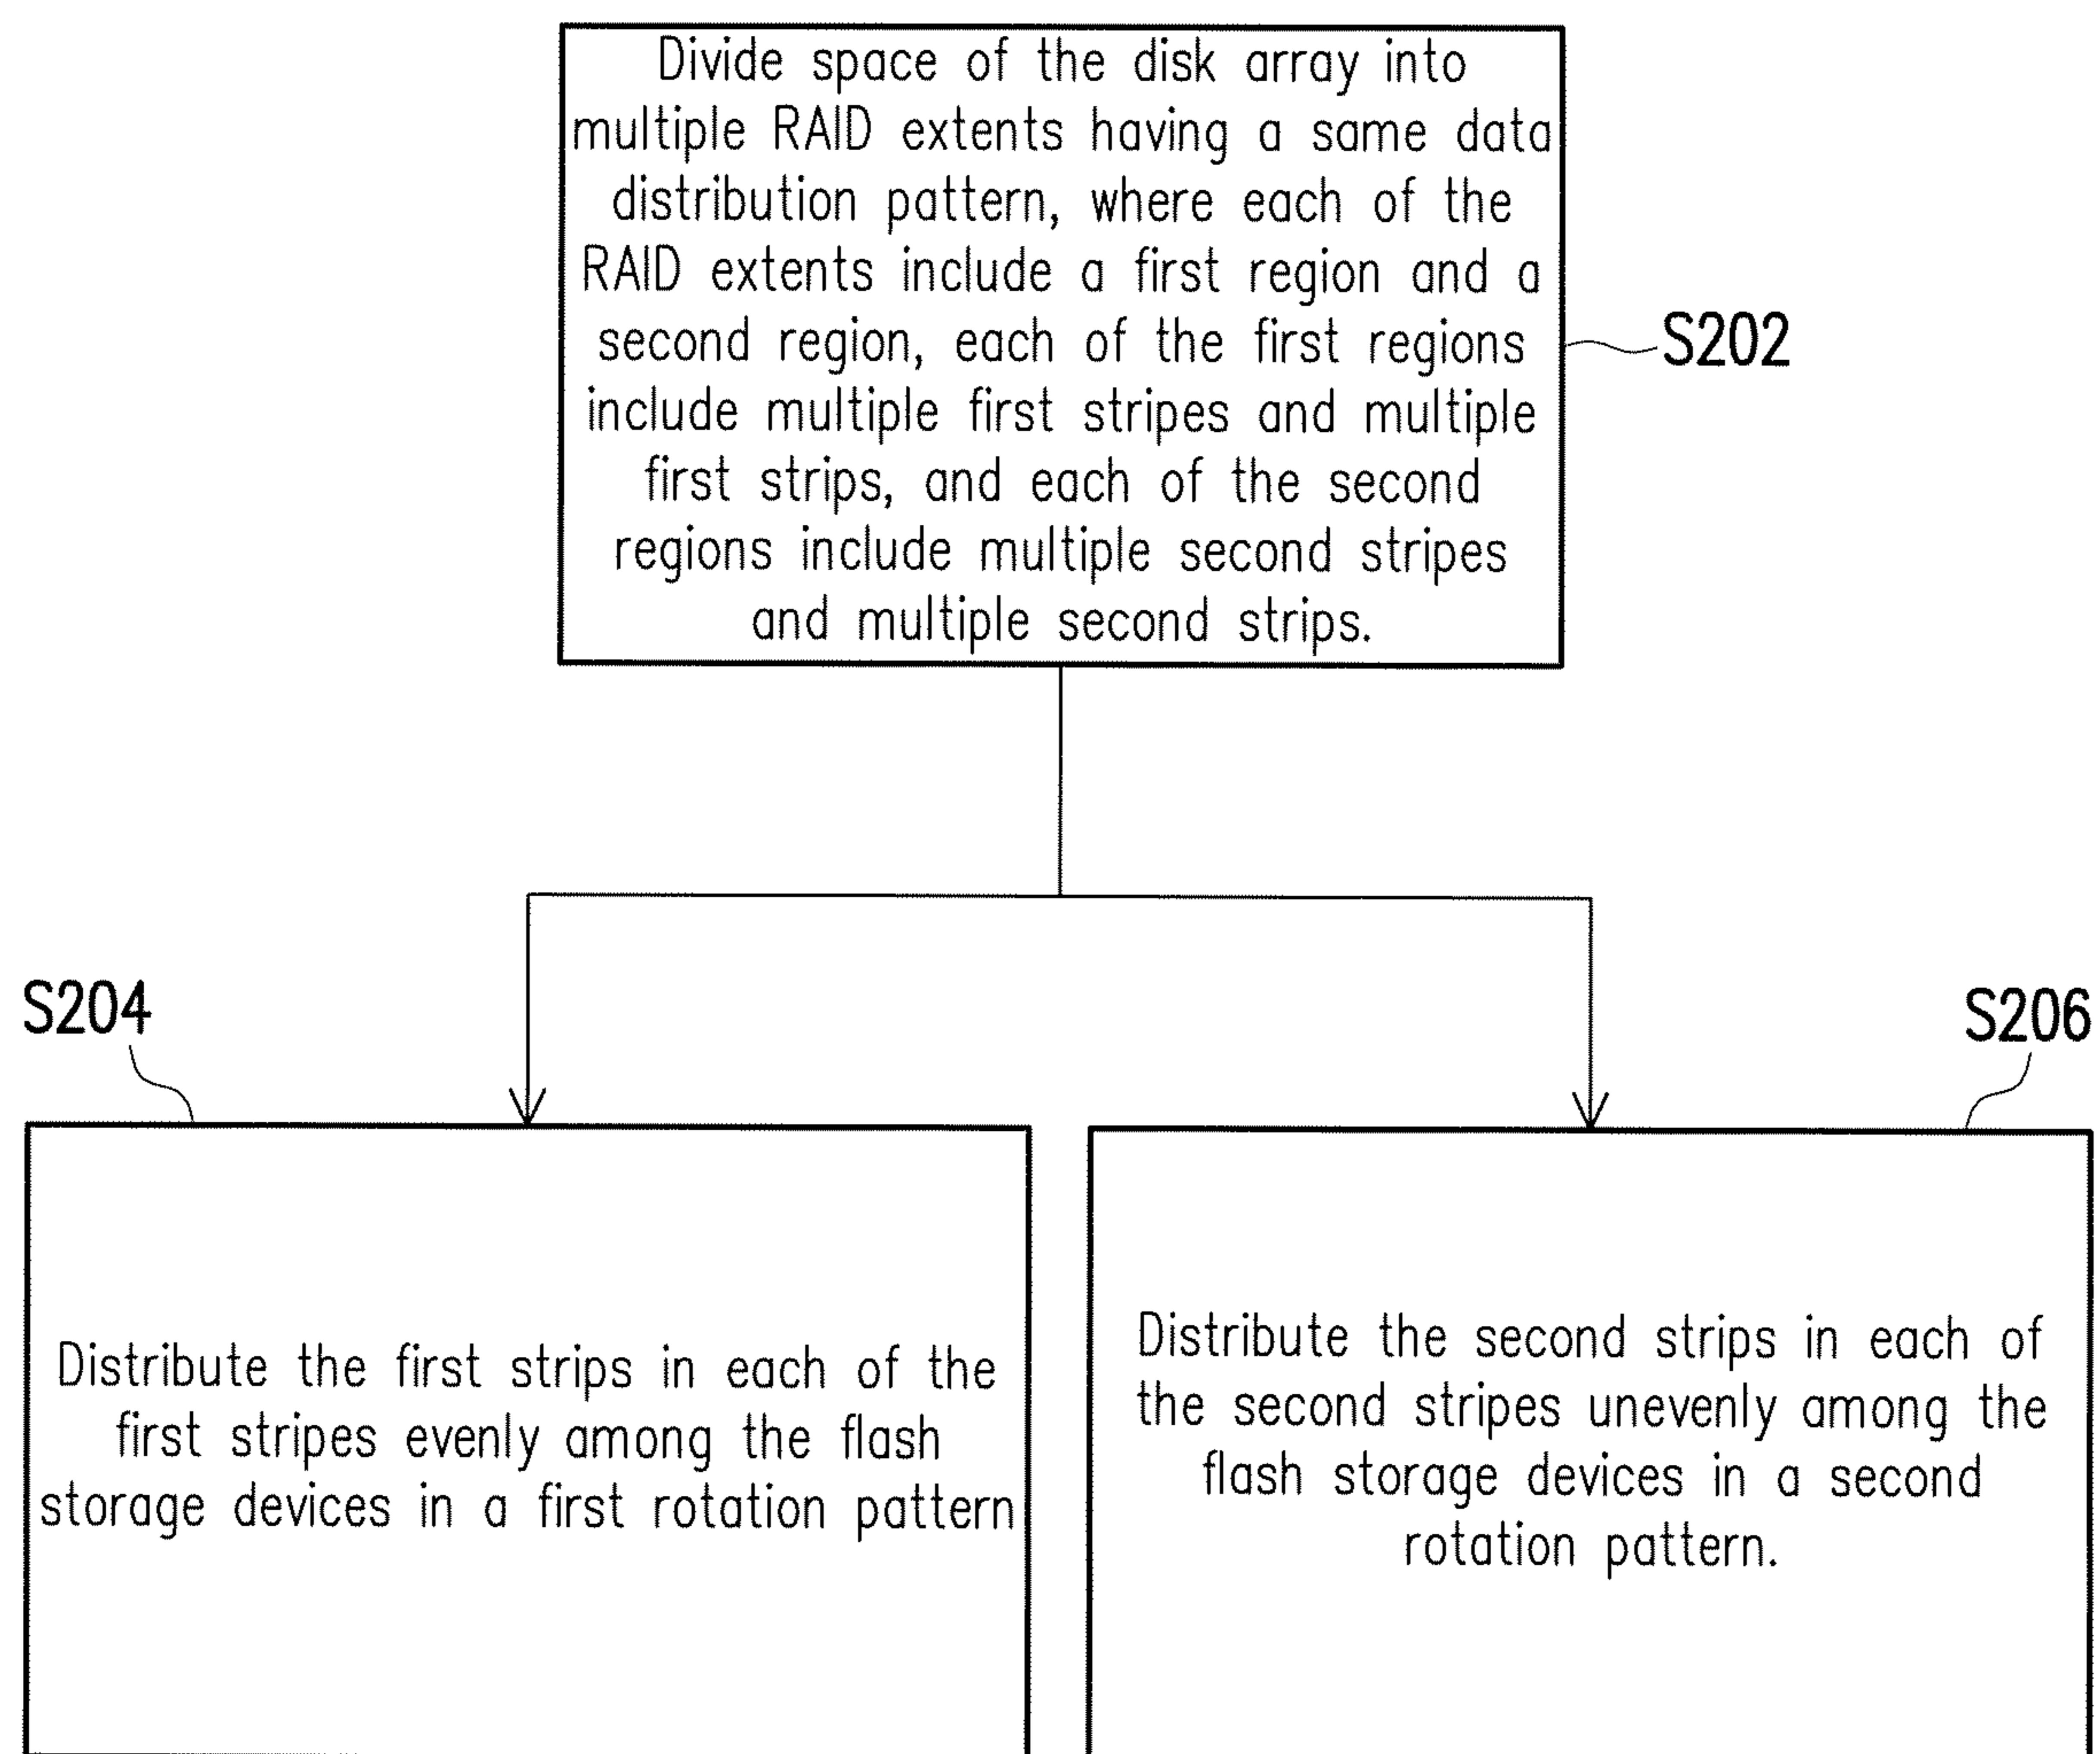 Divide space of the disk array into
multiple RAID extents having a same data
distribution pattern, where each of the
RAID extents include a first region and a
second region, each of the first regions
include multiple first stripes and multiple
first strips, and each of the second
regions include multiple second stripes
and multiple second strips.
S202
S204
S206
Distribute the first strips in each of the
first stripes evenly among the flash
storage devices in a first rotation pattern
Distribute the second strips in each of
the second stripes unevenly among the
flash storage devices in a second
rotation pattern.